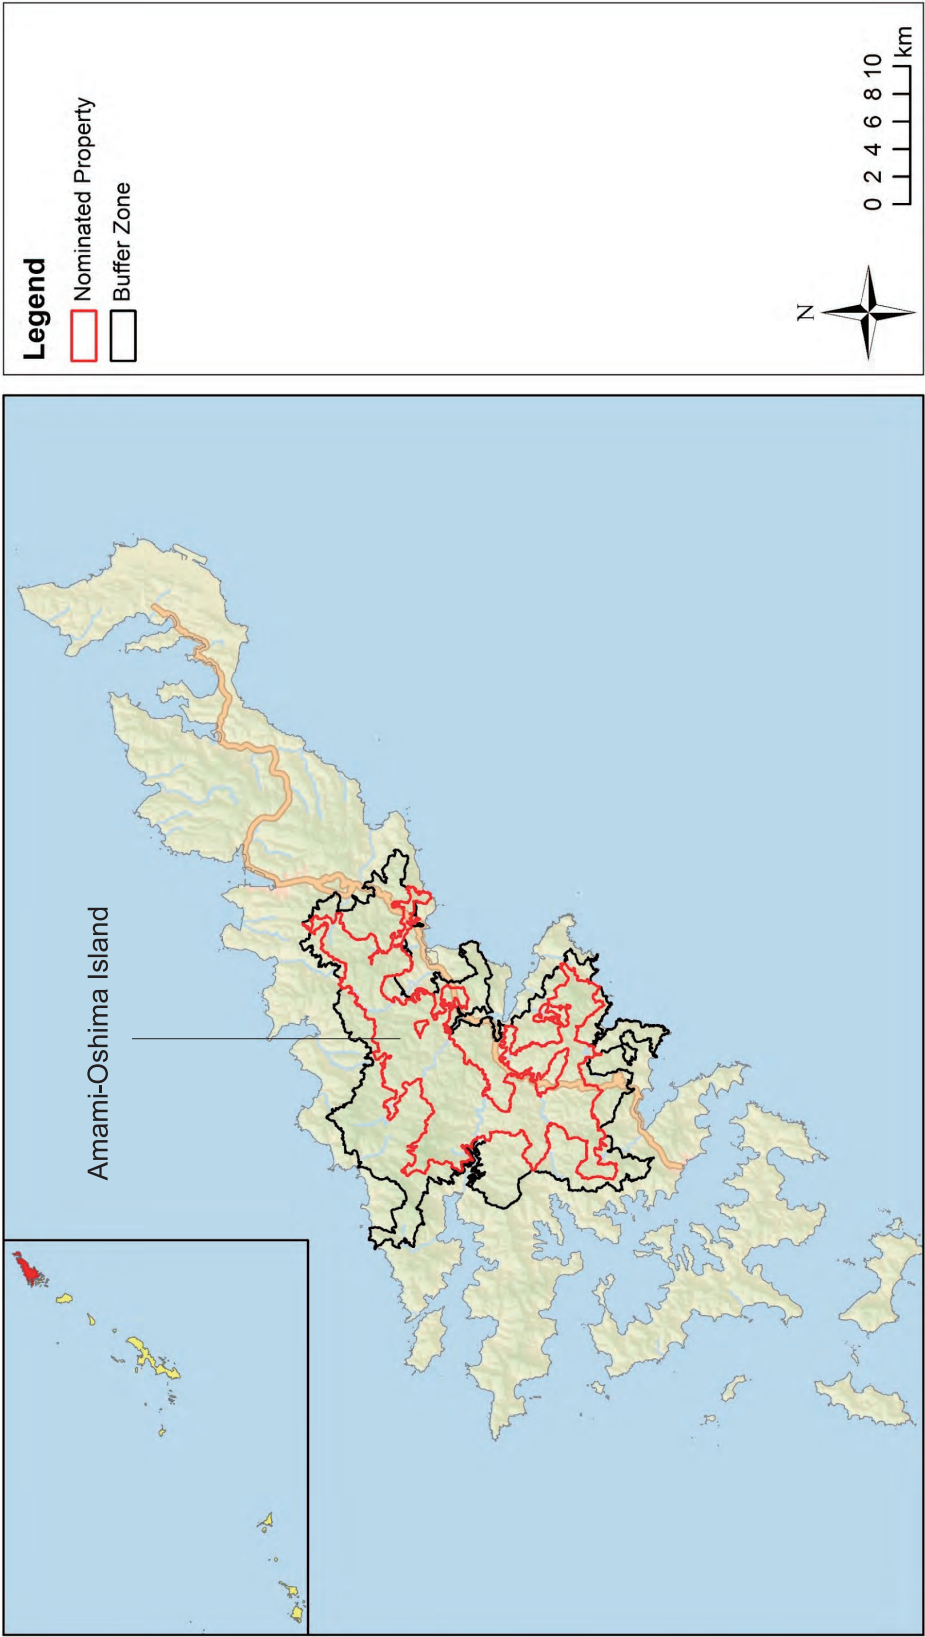 Amami-Oshima Island
Legend
Nominated Property
Buffer Zone
N
0 2 4 6 8 10
km